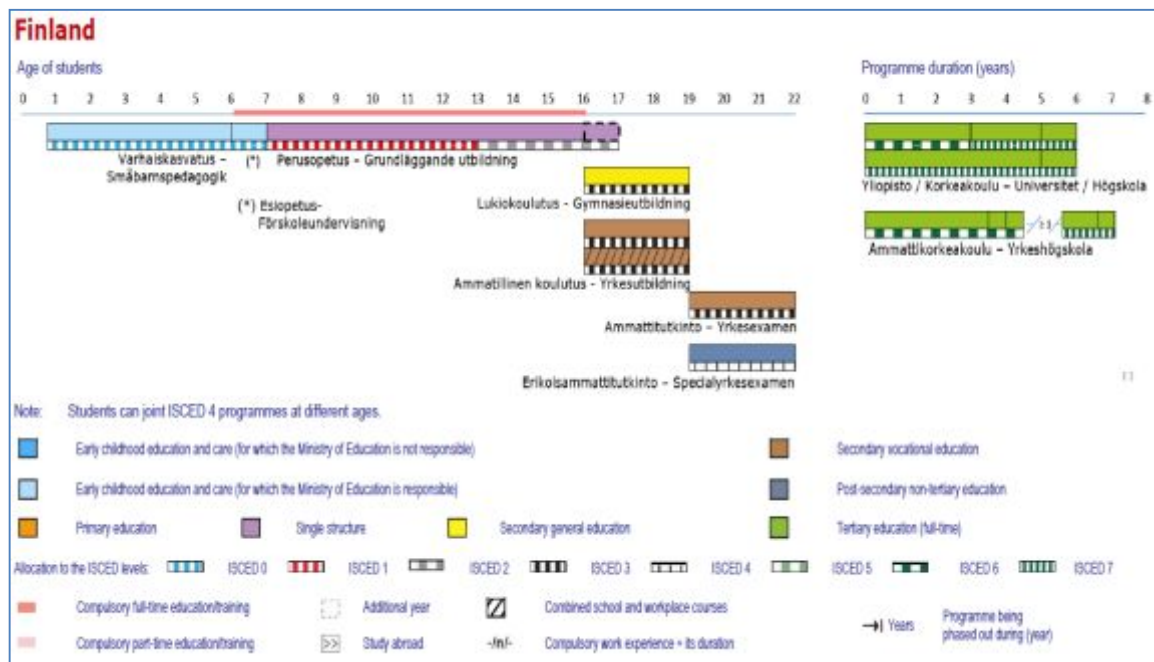 Finland
Age of students
Programme duration (years)
0 1 2 3 4 5 6 7 8 9 10 11 12 13 14 15 16 17 18 19 20 21 22
0 1 2 3 4 5 6 7 8
Varhaiskasvatus –
Småbarnspedagogik
(*)
Perusopetus – Grundläggande utbildning
(*) Esiopetus-
Förskoleundervisning
Lukiokoulutus - Gymnasieutbildning
Ammatillinen koulutus - Yrkesutbildning
Ammattitutkinto – Yrkesexamen
Erikoisammattitutkinto – Specialyrkesexamen
Yliopisto / Korkeakoulu – Universitet / Högskola
Ammattikorkeakoulu – Yrkeshögskola
Note: Students can joint ISCED 4 programmes at different ages.
Early childhood education and care (for which the Ministry of Education is not responsible)
Secondary vocational education
Early childhood education and care (for which the Ministry of Education is responsible)
Post-secondary non-tertiary education
Primary education
Single structure
Secondary general education
Tertiary education (full-time)
Allocation to the ISCED levels: ISCED 0 ISCED 1 ISCED 2 ISCED 3 ISCED 4 ISCED 5 ISCED 6 ISCED 7
Compulsory full-time education/training
Additional year
Combined school and workplace courses
Years
Programme being
phased out during (year)
Compulsory part-time education/training
>>
Study abroad
-/n/-
Compulsory work experience + its duration